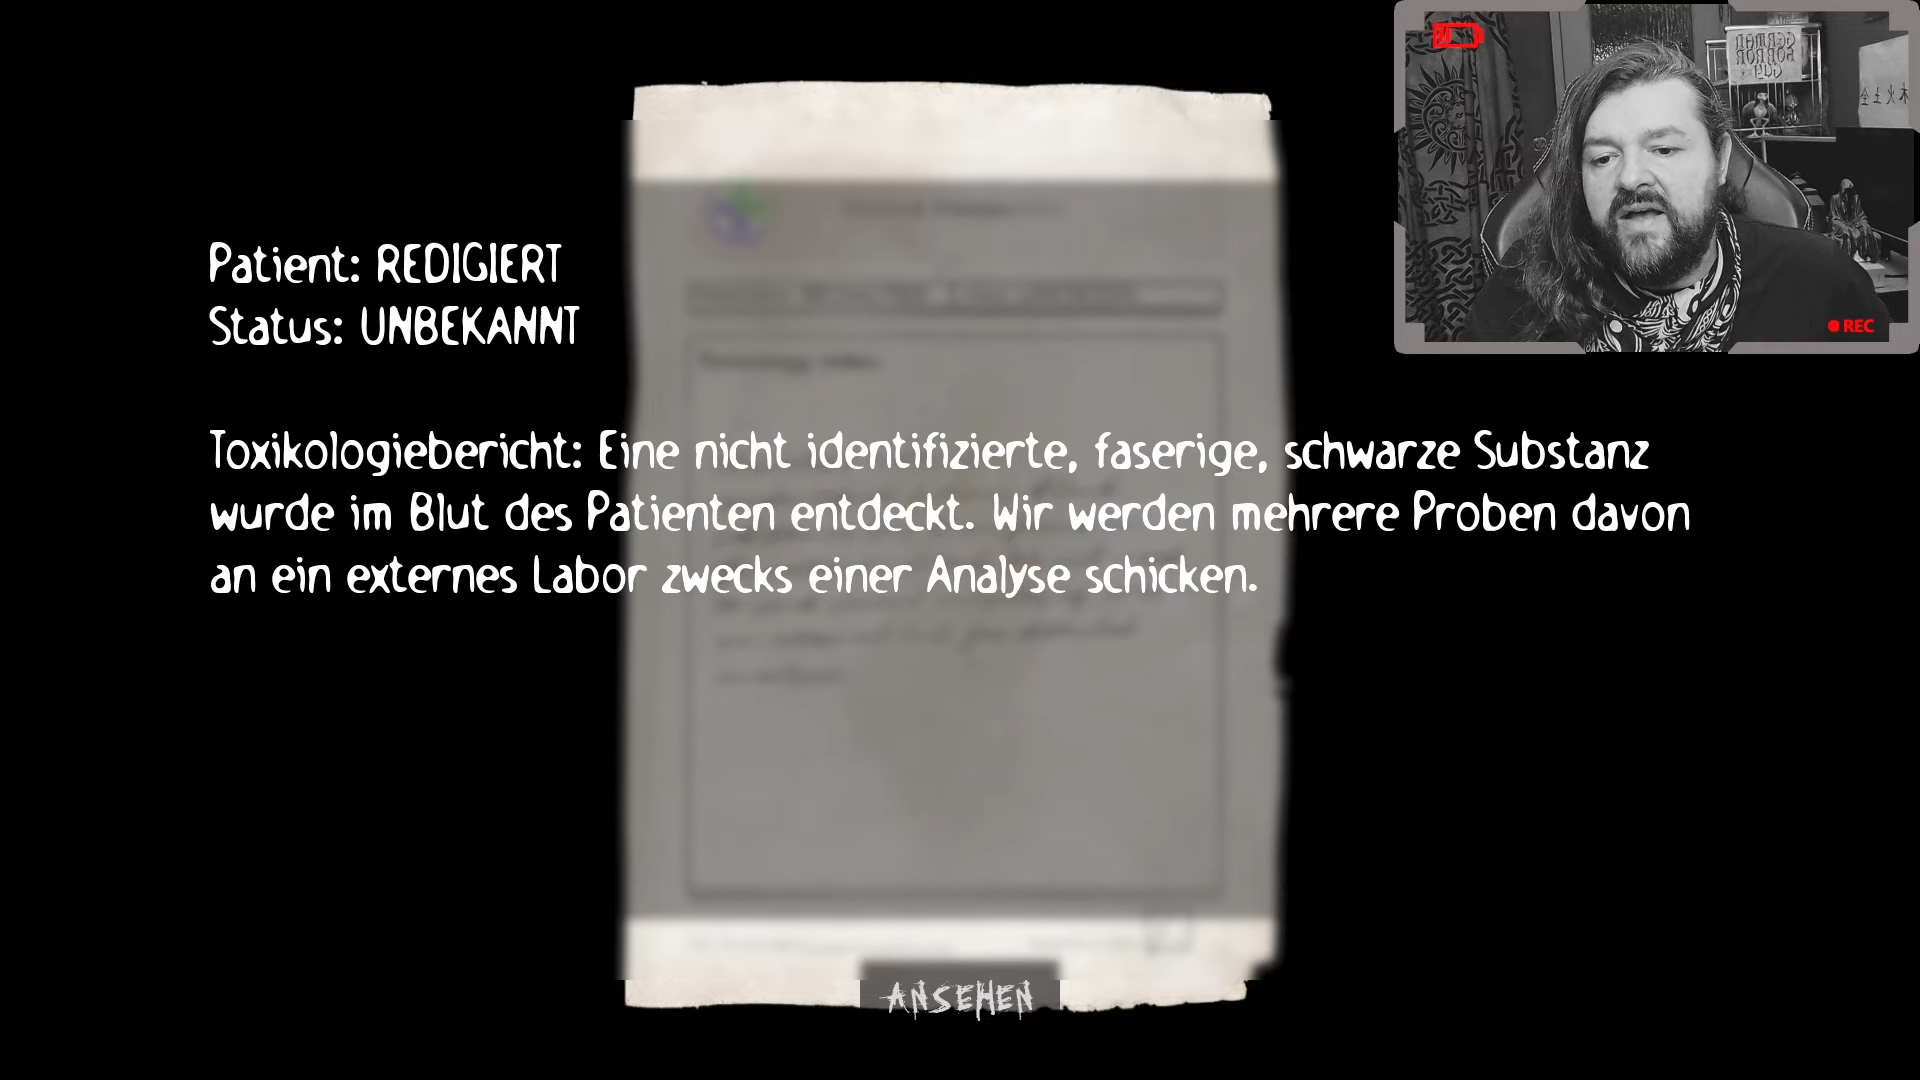 Patient: REDIGIERT
Status: UNBEKANNT
Toxikologiebericht: Eine nicht identifizierte, faserige, schwarze Substanz
wurde im Blut des Patienten entdeckt. Wir werden mehrere Proben davon
an ein externes Labor zwecks einer Analyse schicken.
ANSEHEN
REC